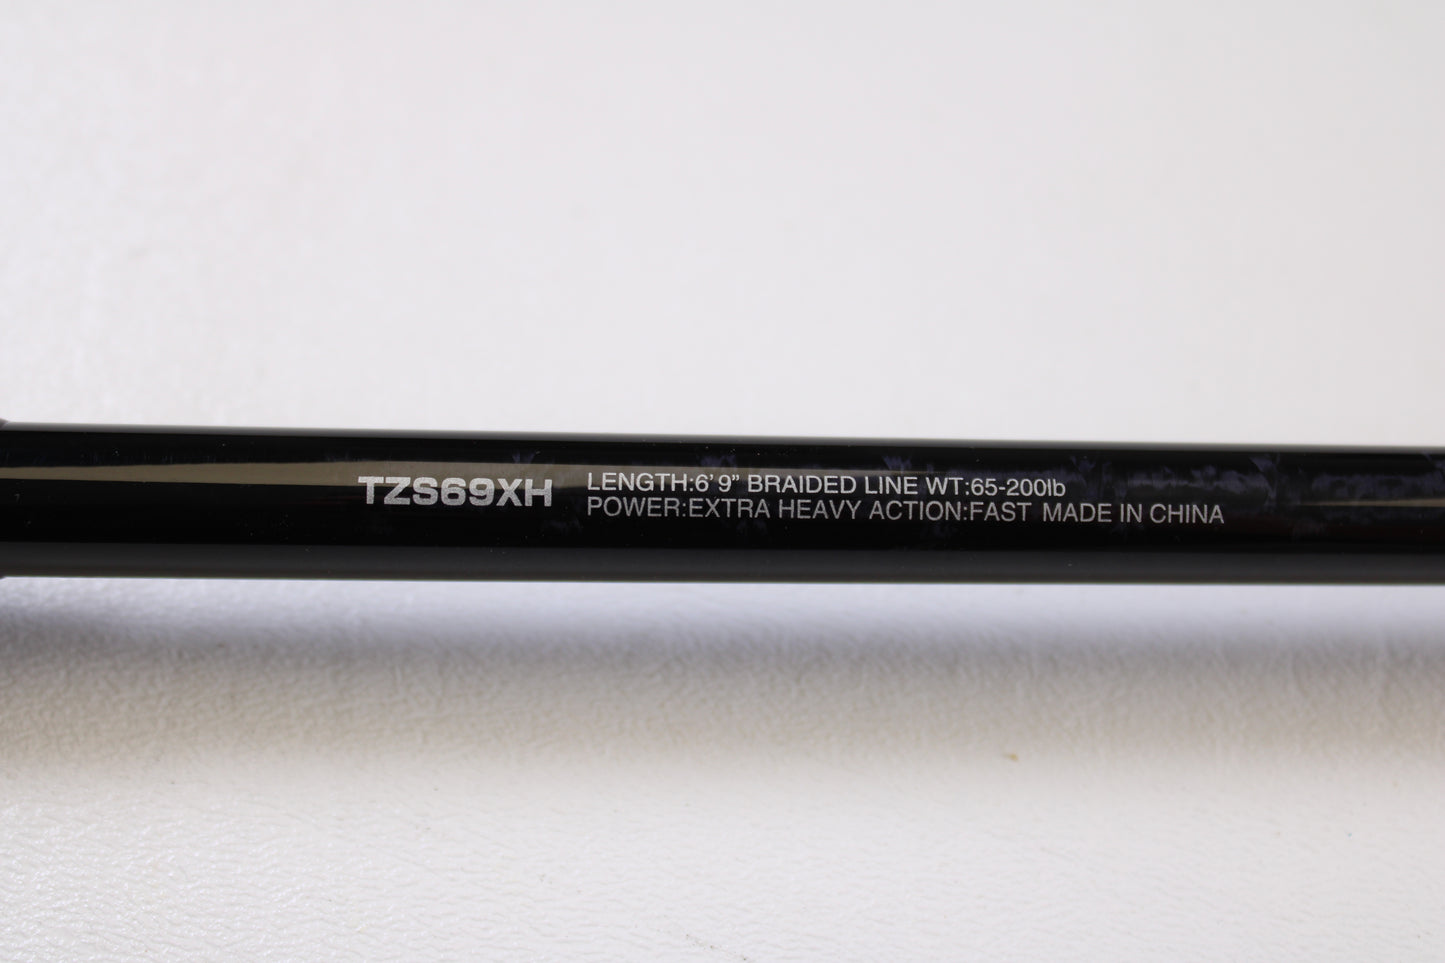 TZS69XH
LENGTH:6’9” BRAIDED LINE WT:65-200lb
POWER:EXTRA HEAVY ACTION:FAST MADE IN CHINA